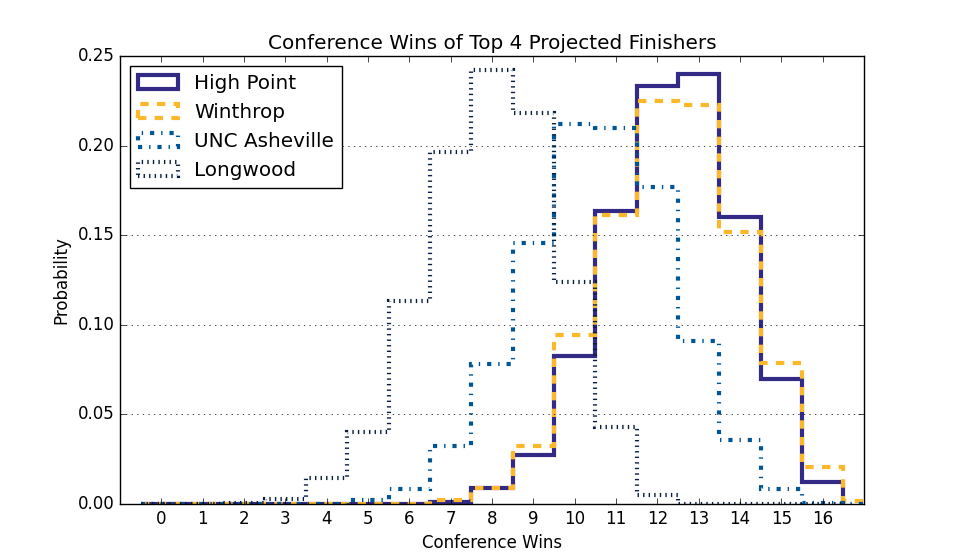 Conference Wins of Top 4 Projected Finishers
0.25
0.20
0.15
0.10
0.05
0.00
Probability
High Point
Winthrop
UNC Asheville
Longwood
0 1 2 3 4 5 6 7 8 9 10 11 12 13 14 15 16
Conference Wins